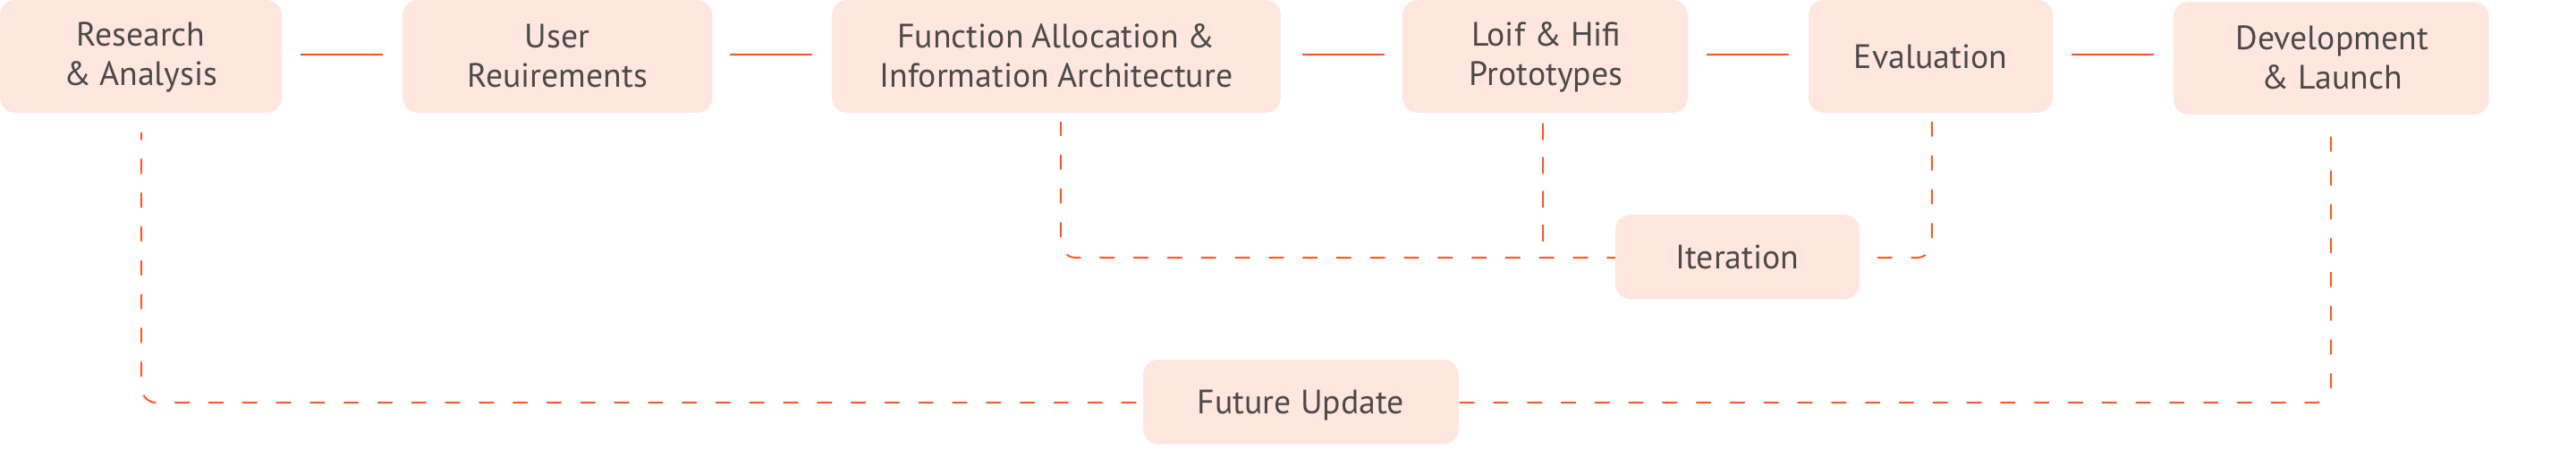 Research
& Analysis
User
Reuirements
Function Allocation &
Information Architecture
Loif & Hifi
Prototypes
Evaluation
Development
& Launch
Iteration
Future Update